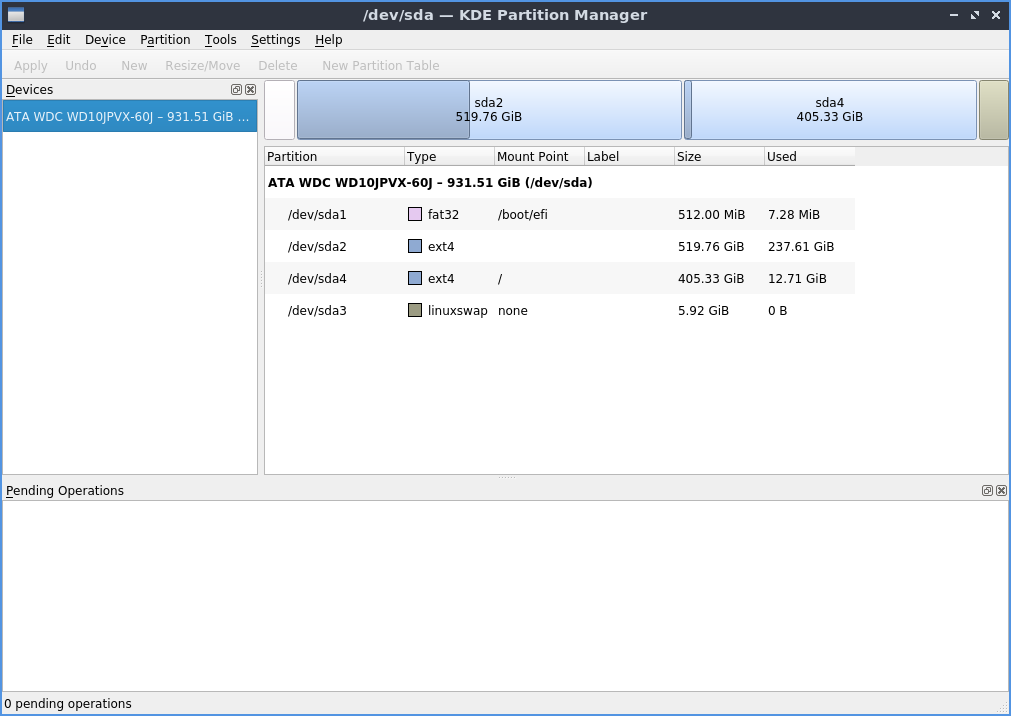 /dev/sda — KDE Partition Manager
File Edit Device Partition Tools Settings Help
Apply Undo New Resize/Move Delete New Partition Table
Devices
ATA WDC WD10JPVX-60J – 931.51 GiB ...
sda2
519.76 GiB
sda4
405.33 GiB
Partition Type Mount Point Label Size Used
ATA WDC WD10JPVX-60J – 931.51 GiB (/dev/sda)
/dev/sda1 fat32 /boot/efi 512.00 MiB 7.28 MiB
/dev/sda2 ext4 519.76 GiB 237.61 GiB
/dev/sda4 ext4 / 405.33 GiB 12.71 GiB
/dev/sda3 linuxswap none 5.92 GiB 0 B
Pending Operations
0 pending operations